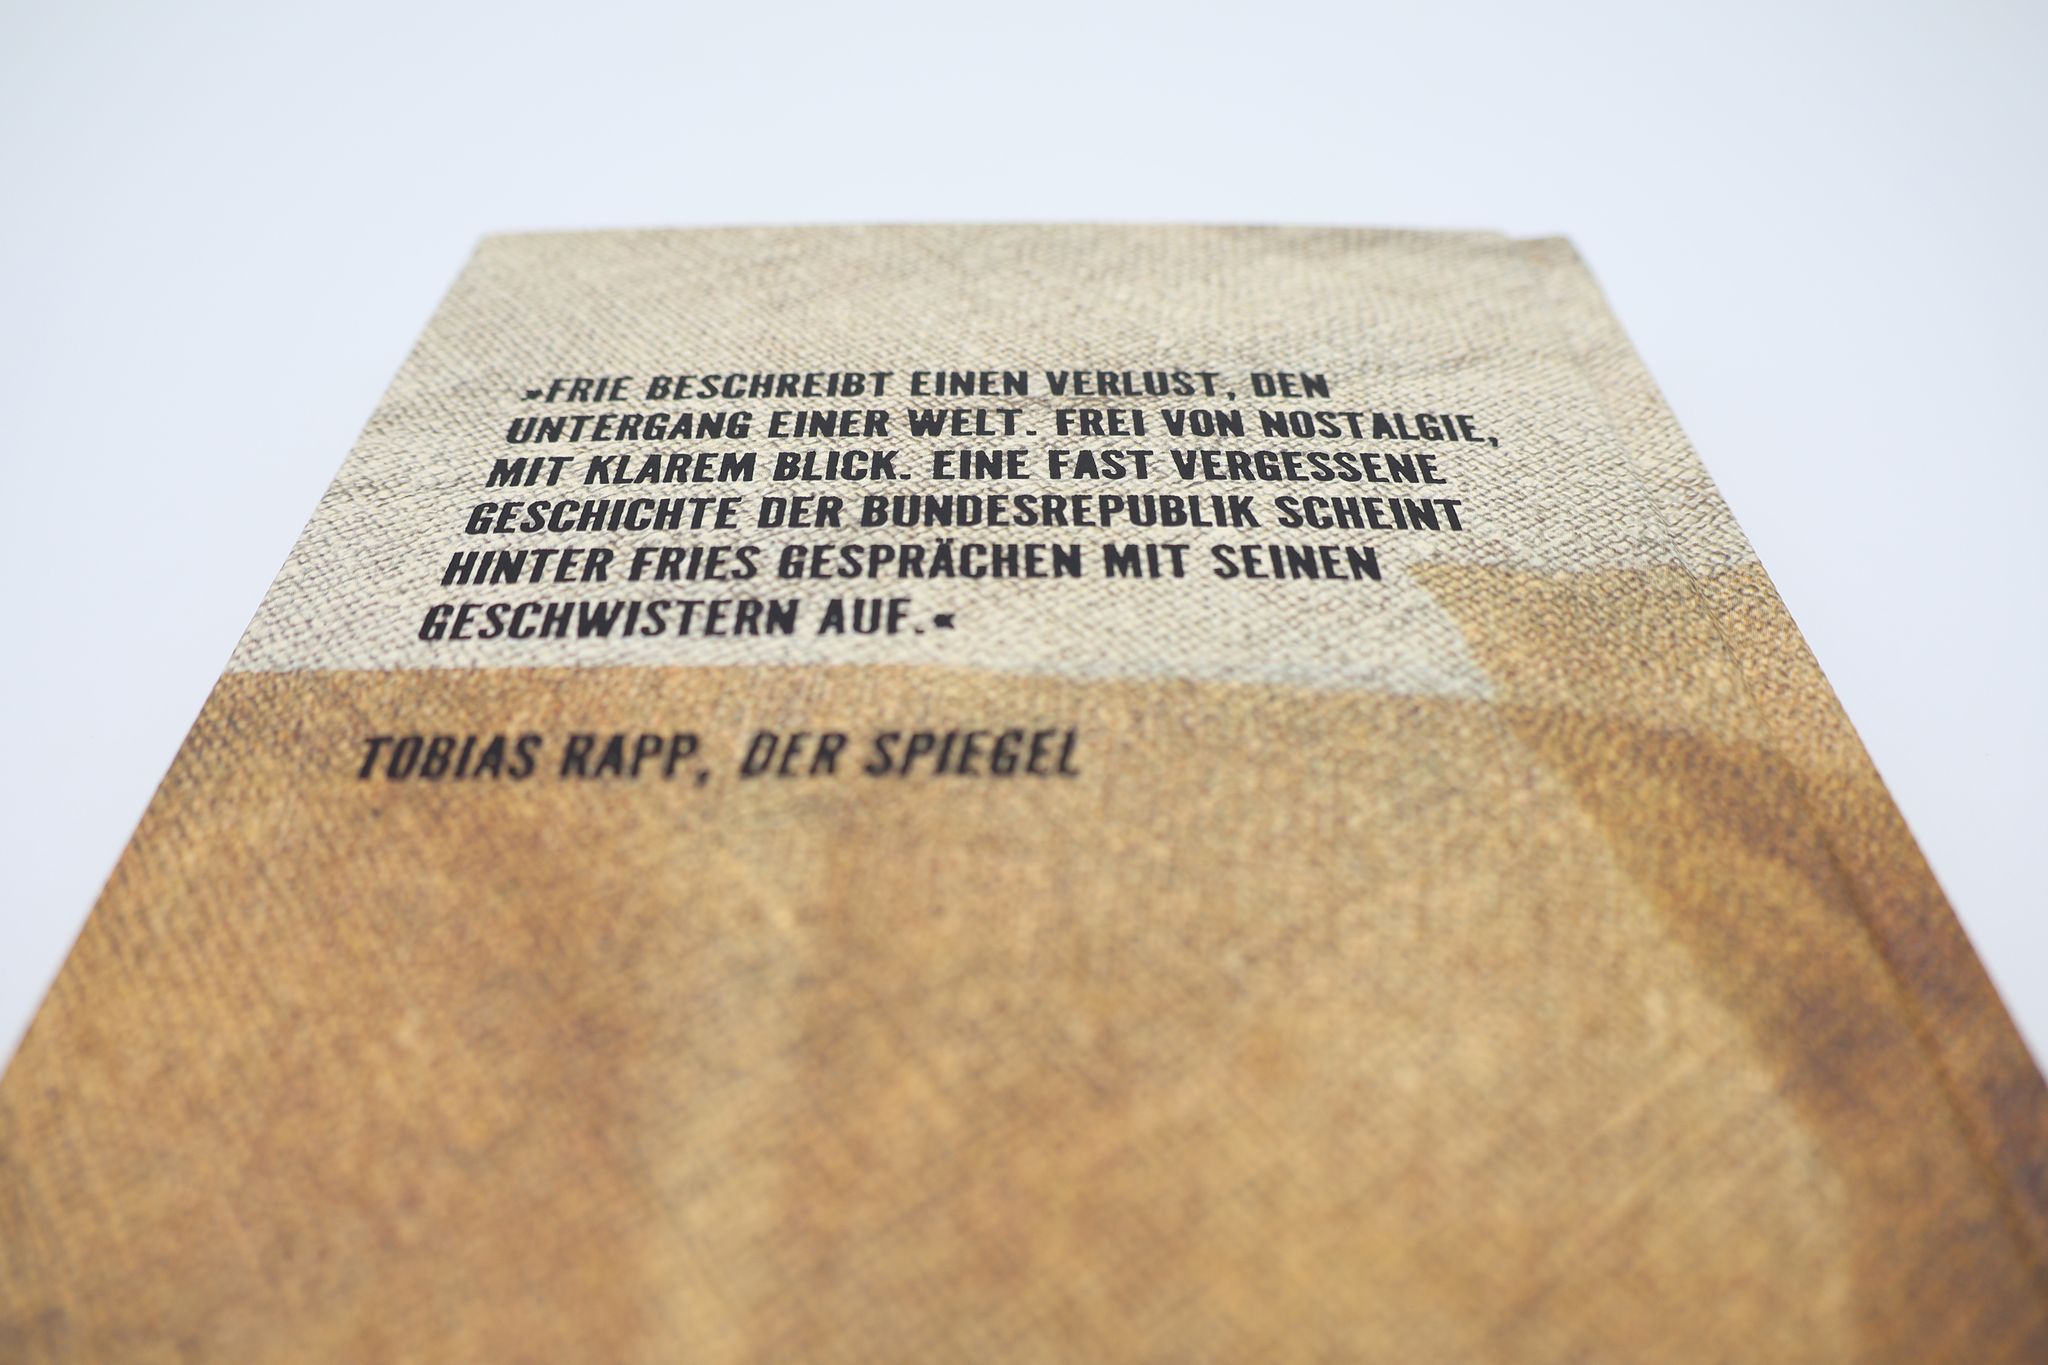 »FRIE BESCHREIBT EINEN VERLUST, DEN
UNTERGANG EINER WELT. FREI VON NOSTALGIE,
MIT KLAREM BLICK. EINE FAST VERGESSENE
GESCHICHTE DER BUNDESREPUBLIK SCHEINT
HINTER FRIES GESPRÄCHEN MIT SEINEN
GESCHWISTERN AUF.«
TOBIAS RAPP, DER SPIEGEL